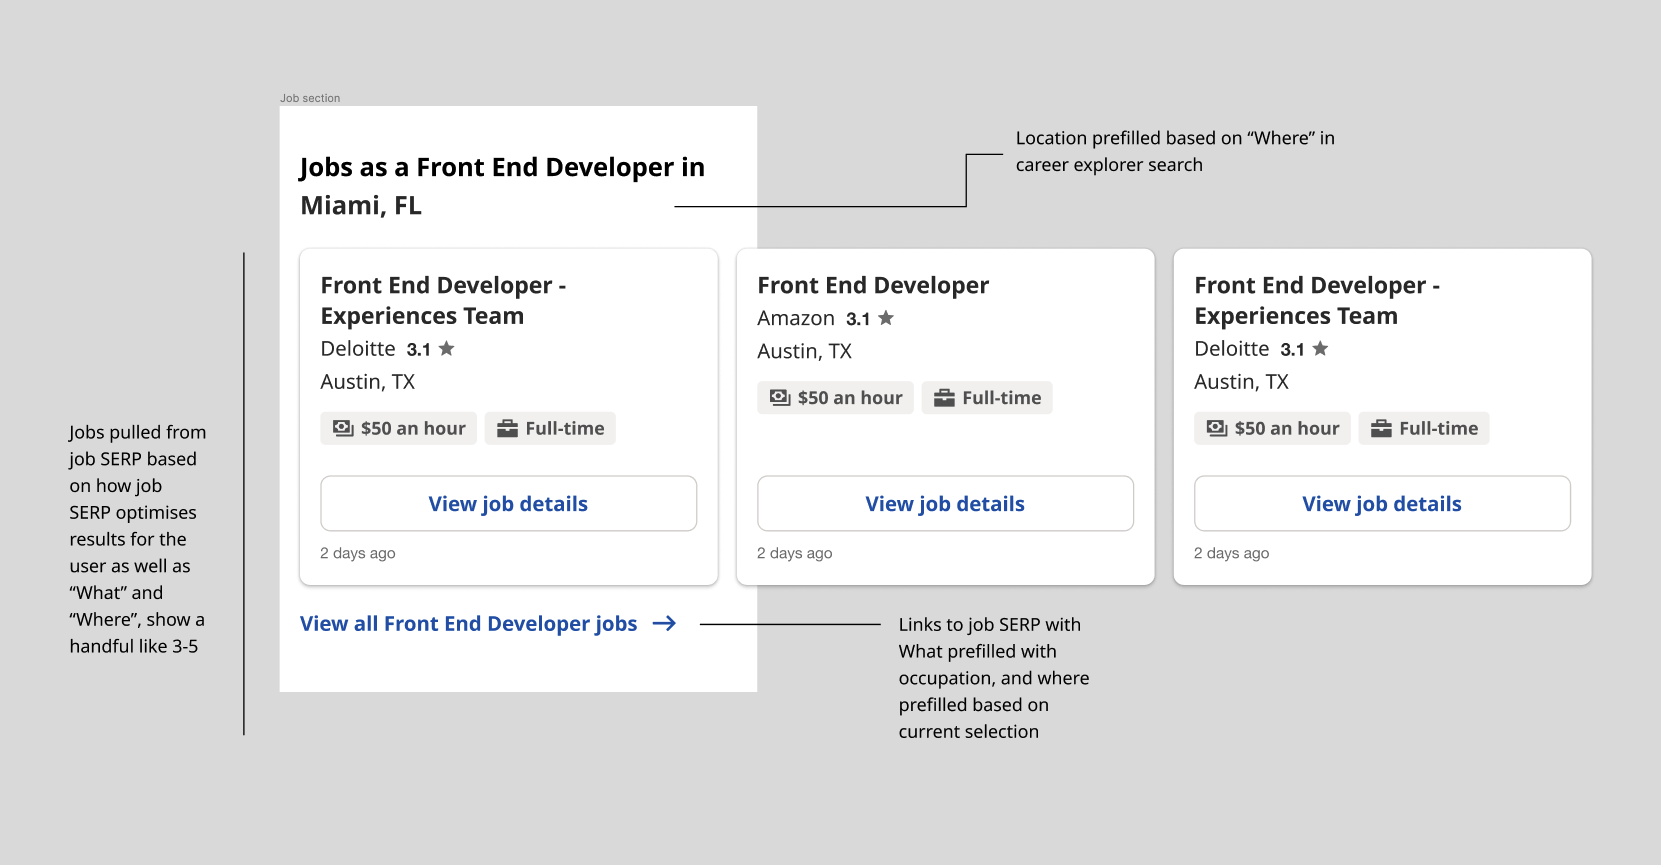 Job section
Jobs as a Front End Developer in
Miami, FL
Location prefilled based on “Where” in
career explorer search
Jobs pulled from
job SERP based
on how job
SERP optimises
results for the
user as well as
“What” and
“Where”, show a
handful like 3-5
Front End Developer -
Experiences Team
Deloitte 3.1 ★
Austin, TX
$50 an hour Full-time
View job details
2 days ago
Front End Developer
Amazon 3.1 ★
Austin, TX
$50 an hour Full-time
View job details
2 days ago
Front End Developer -
Experiences Team
Deloitte 3.1 ★
Austin, TX
$50 an hour Full-time
View job details
2 days ago
View all Front End Developer jobs →
Links to job SERP with
What prefilled with
occupation, and where
prefilled based on
current selection